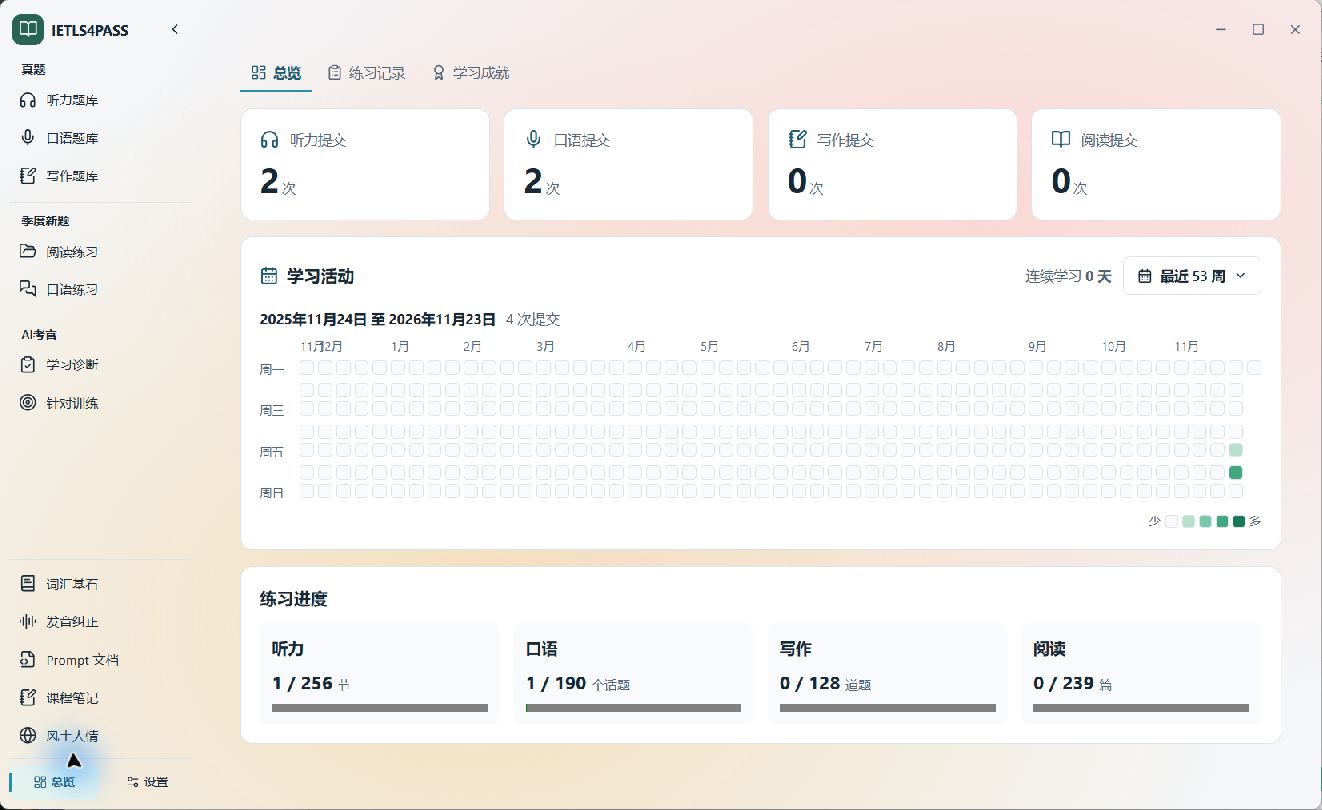 IETLS4PASS
真题
听力题库
口语题库
写作题库
季度新题
阅读练习
口语练习
AI考官
学习诊断
针对训练
词汇基石
发音纠正
Prompt 文档
课程笔记
风土人情
总览 设置
总览 练习记录 学习成就
听力提交
2 次
口语提交
2 次
写作提交
0 次
阅读提交
0 次
学习活动
连续学习 0 天 最近 53 周
2025年11月24日 至 2026年11月23日 4 次提交
11月 12月 1月 2月 3月 4月 5月 6月 7月 8月 9月 10月 11月
周一
周三
周五
周日
少 多
练习进度
听力
1 / 256 节
口语
1 / 190 个话题
写作
0 / 128 道题
阅读
0 / 239 篇